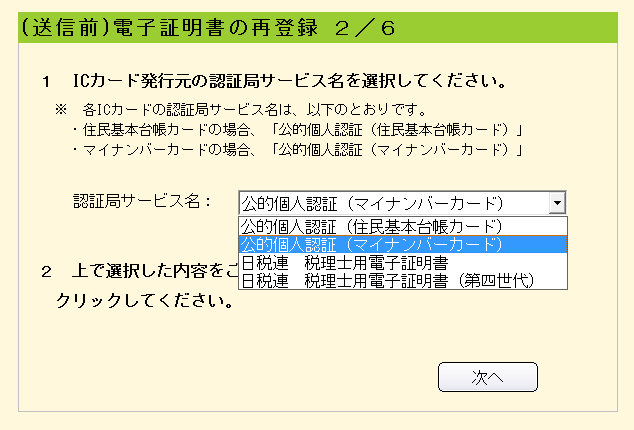 (送信前)電子証明書の再登録 2/6
1 ICカード発行元の認証局サービス名を選択してください。
※ 各ICカードの認証局サービス名は、以下のとおりです。
・住民基本台帳カードの場合、「公的個人認証(住民基本台帳カード)」
・マイナンバーカードの場合、「公的個人認証(マイナンバーカード)」
認証局サービス名: 公的個人認証(マイナンバーカード)
公的個人認証(住民基本台帳カード)
公的個人認証(マイナンバーカード)
日税連 税理士用電子証明書
日税連 税理士用電子証明書(第四世代)
2 上で選択した内容をご
クリックしてください。
次へ